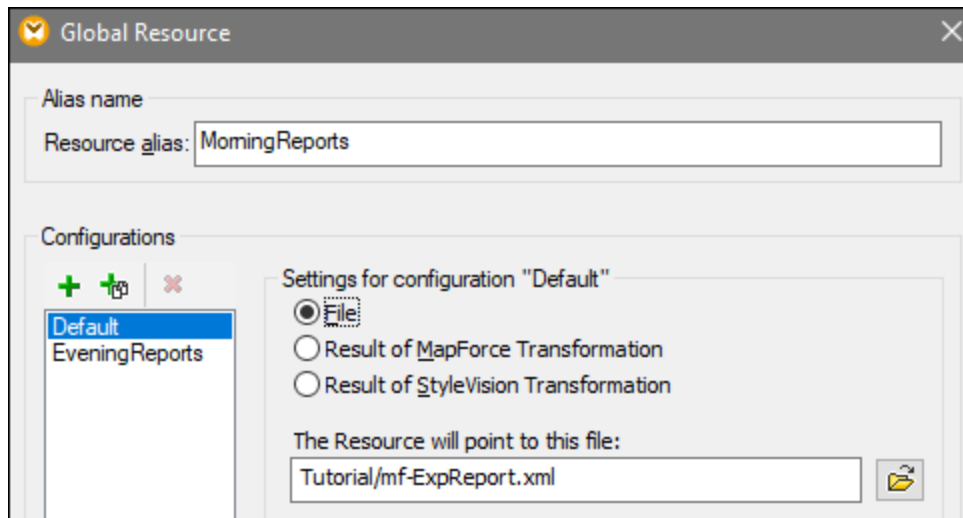 Global Resource
Alias name
Resource alias: MorningReports
Configurations
Settings for configuration "Default"
File
Default
EveningReports
Result of MapForce Transformation
Result of StyleVision Transformation
The Resource will point to this file:
Tutorial/mf-ExpReport.xml